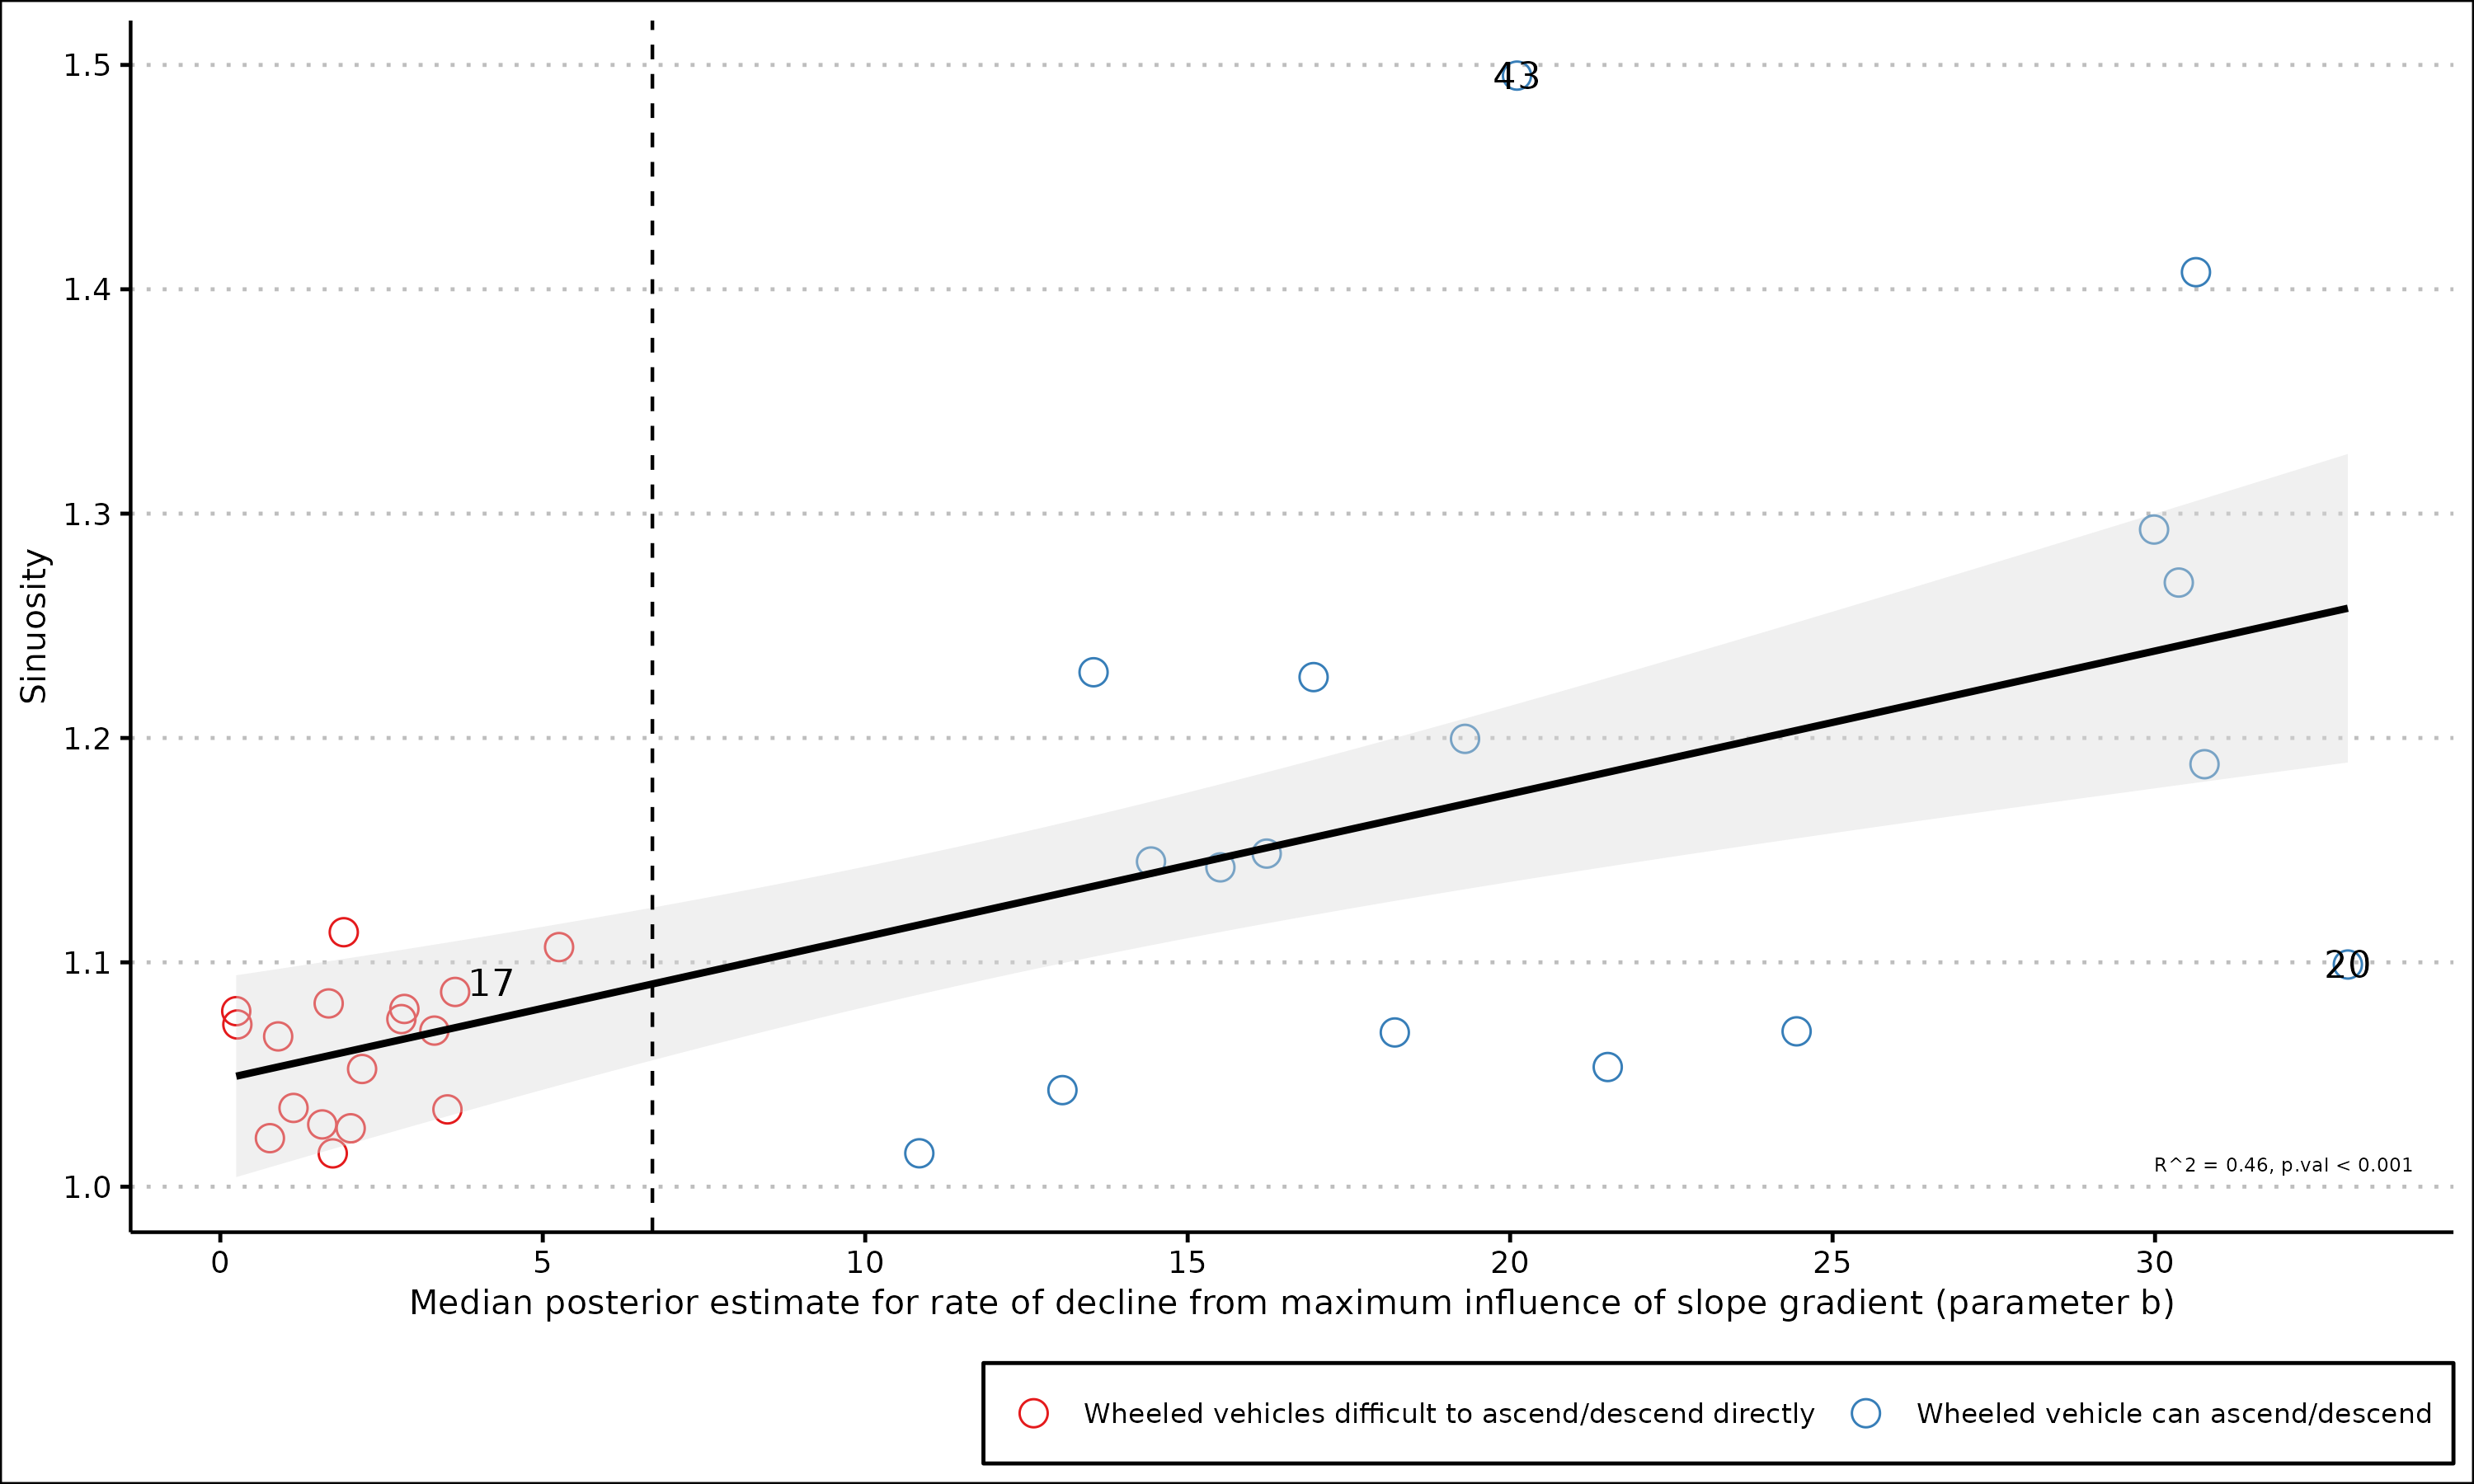 43
1.5
1.4
1.3
1.2
1.1
1.0
Sinuosity
17
20
R^2 = 0.46, p.val < 0.001
0 5 10 15 20 25 30
Median posterior estimate for rate of decline from maximum influence of slope gradient (parameter b)
Wheeled vehicles difficult to ascend/descend directly Wheeled vehicle can ascend/descend